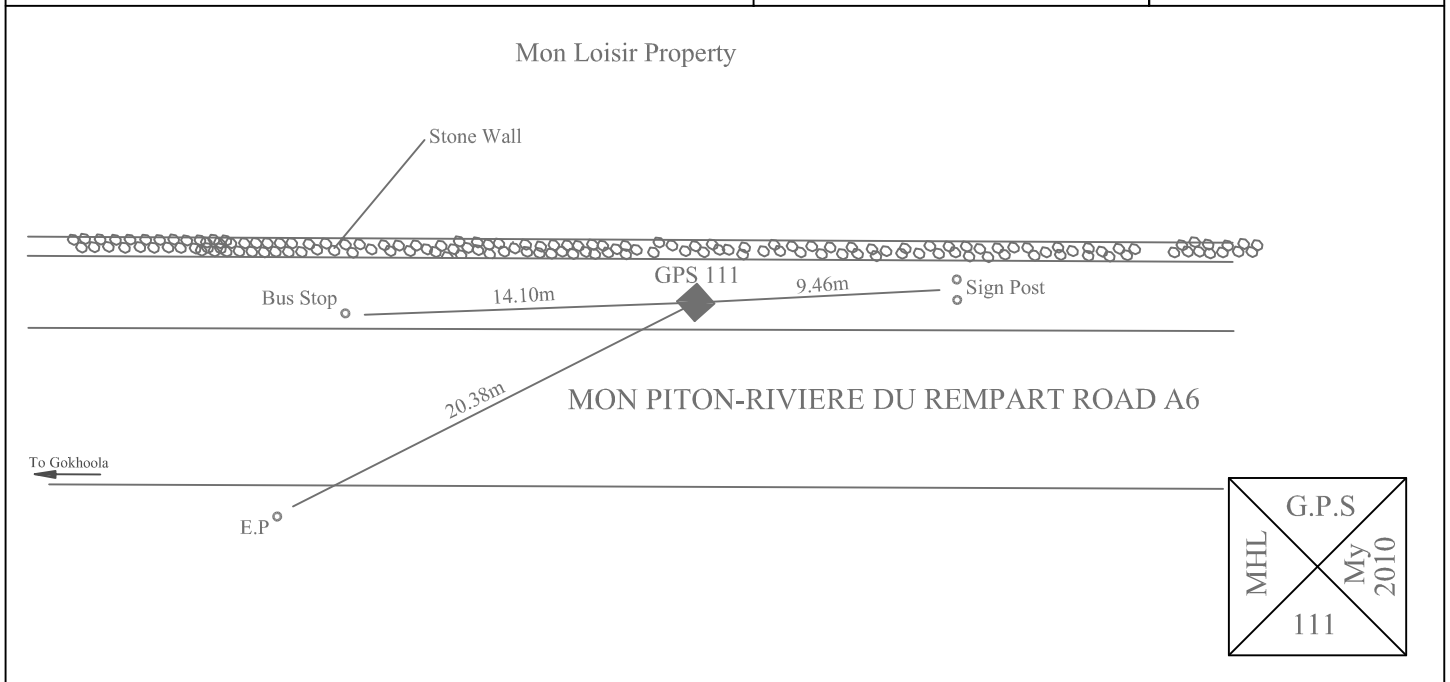 Mon Loisir Property
Stone Wall
GPS 111
Bus Stop
14.10m
9.46m
Sign Post
20.38m
MON PITON-RIVIERE DU REMPART ROAD A6
To Gokhoola
E.P
G.P.S
MHL
My
2010
111